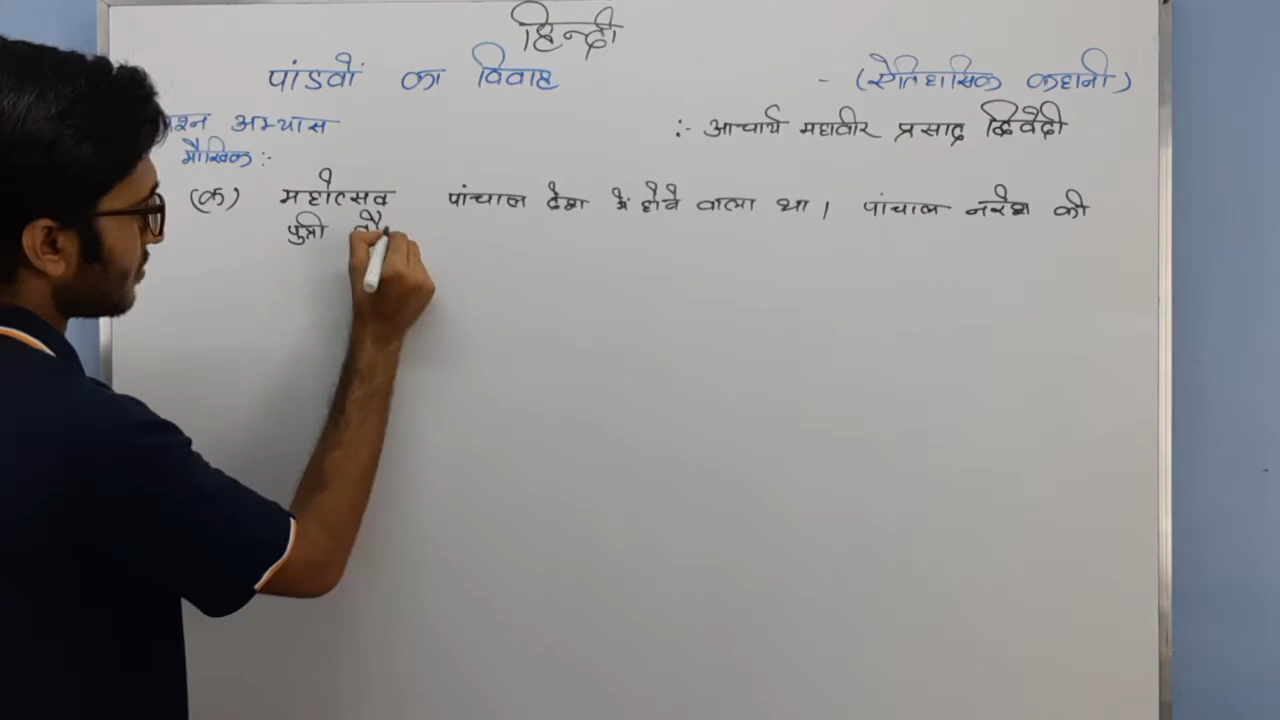 हिन्दी
पांडवों का विवाह - (ऐतिहासिक कहानी)
प्रश्न अभ्यास :- आचार्य महावीर प्रसाद द्विवेदी
मौखिक :-
(क) महोत्सव पांचाल देश में होने वाला था। पांचाल नरेश की
पुत्री